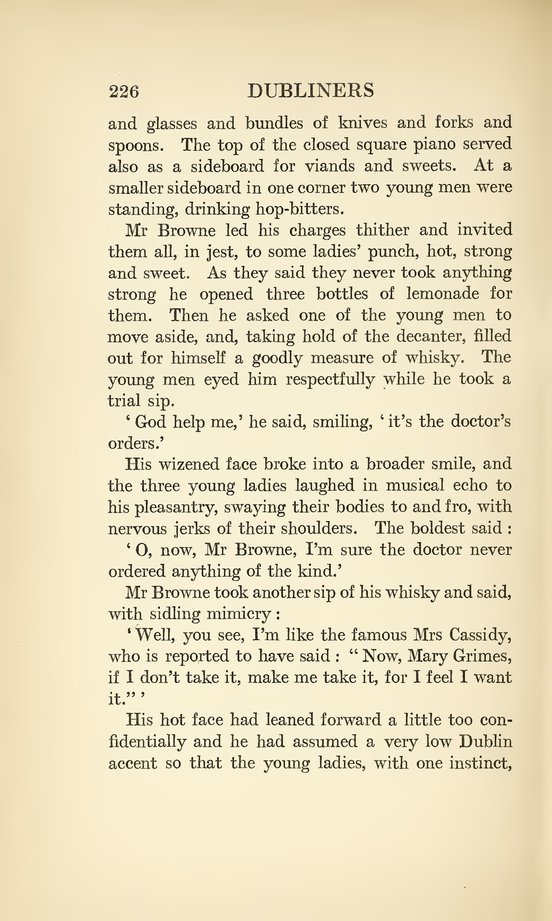 226 DUBLINERS
and glasses and bundles of knives and forks and
spoons. The top of the closed square piano served
also as a sideboard for viands and sweets. At a
smaller sideboard in one corner two young men were
standing, drinking hop-bitters.
Mr Browne led his charges thither and invited
them all, in jest, to some ladies’ punch, hot, strong
and sweet. As they said they never took anything
strong he opened three bottles of lemonade for
them. Then he asked one of the young men to
move aside, and, taking hold of the decanter, filled
out for himself a goodly measure of whisky. The
young men eyed him respectfully while he took a
trial sip.
‘ God help me,’ he said, smiling, ‘ it’s the doctor’s
orders.’
His wizened face broke into a broader smile, and
the three young ladies laughed in musical echo to
his pleasantry, swaying their bodies to and fro, with
nervous jerks of their shoulders. The boldest said :
‘ O, now, Mr Browne, I’m sure the doctor never
ordered anything of the kind.’
Mr Browne took another sip of his whisky and said,
with sidling mimicry :
‘ Well, you see, I’m like the famous Mrs Cassidy,
who is reported to have said : “ Now, Mary Grimes,
if I don’t take it, make me take it, for I feel I want
it.” ’
His hot face had leaned forward a little too con-
fidentially and he had assumed a very low Dublin
accent so that the young ladies, with one instinct,